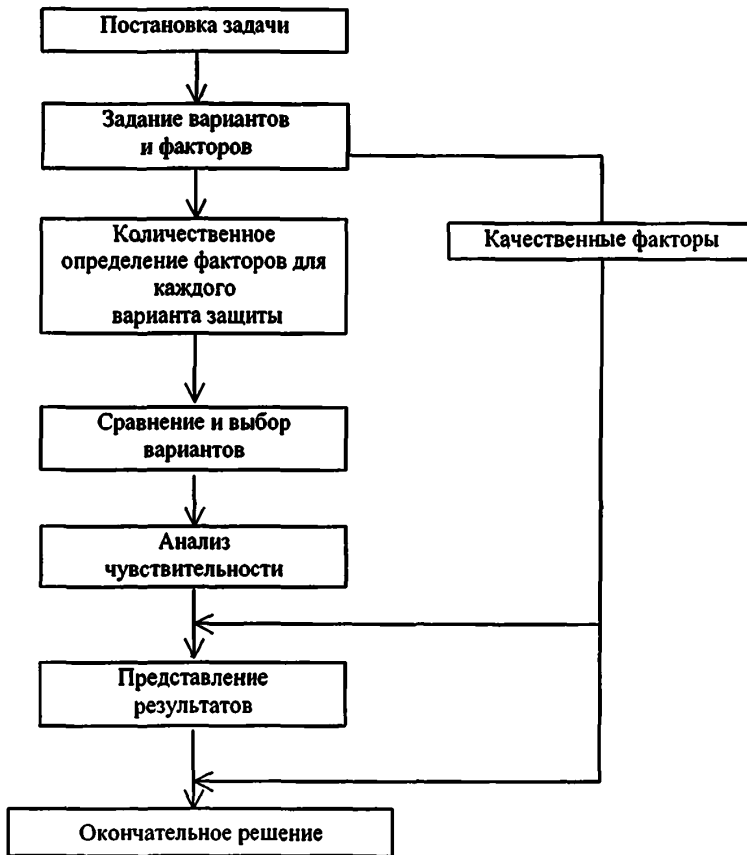 Постановка задачи
Задание вариантов
и факторов
Количественное
определение факторов для
каждого
варианта защиты
Качественные факторы
Сравнение и выбор
вариантов
Анализ
чувствительности
Представление
результатов
Окончательное решение